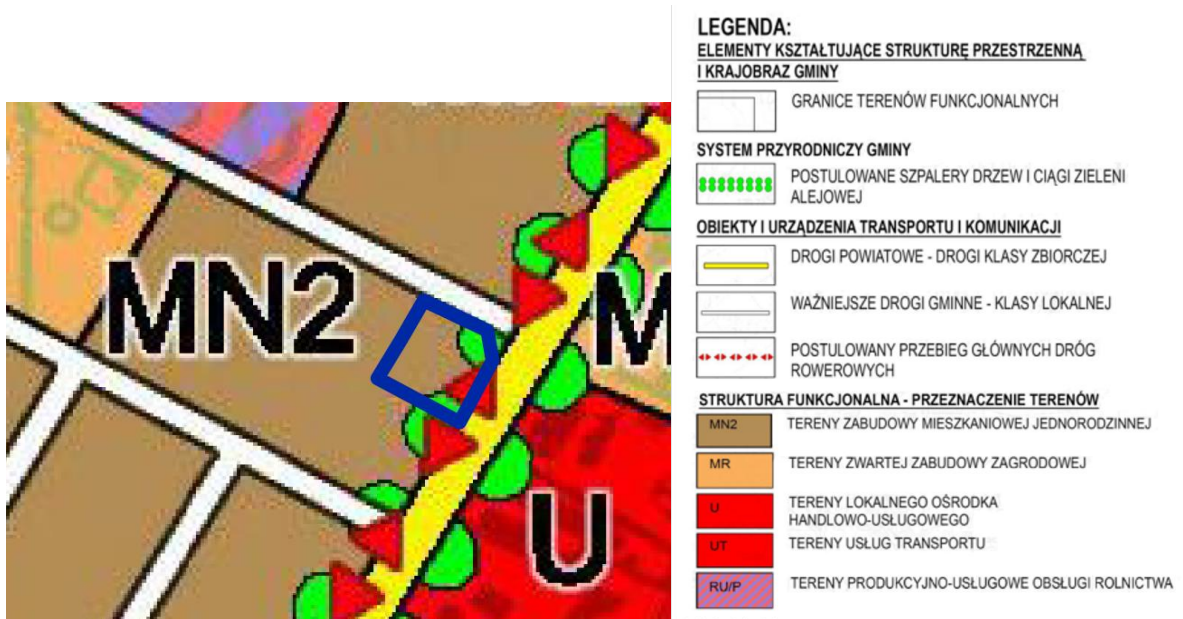 MN2
M
U
LEGENDA:
ELEMENTY KSZTAŁTUJĄCE STRUKTURĘ PRZESTRZENNĄ
I KRAJOBRAZ GMINY
GRANICE TERENÓW FUNKCJONALNYCH
SYSTEM PRZYRODNICZY GMINY
POSTULOWANE SZPALERY DRZEW I CIĄGI ZIELENI
ALEJOWEJ
OBIEKTY I URZĄDZENIA TRANSPORTU I KOMUNIKACJI
DROGI POWIATOWE - DROGI KLASY ZBIORCZEJ
WAŻNIEJSZE DROGI GMINNE - KLASY LOKALNEJ
POSTULOWANY PRZEBIEG GŁÓWNYCH DRÓG
ROWEROWYCH
STRUKTURA FUNKCJONALNA - PRZEZNACZENIE TERENÓW
MN2 TERENY ZABUDOWY MIESZKANIOWEJ JEDNORODZINNEJ
MR TERENY ZWARTEJ ZABUDOWY ZAGRODOWEJ
U TERENY LOKALNEGO OŚRODKA
HANDLOWO-USŁUGOWEGO
UT TERENY USŁUG TRANSPORTU
RU/P TERENY PRODUKCYJNO-USŁUGOWE OBSŁUGI ROLNICTWA